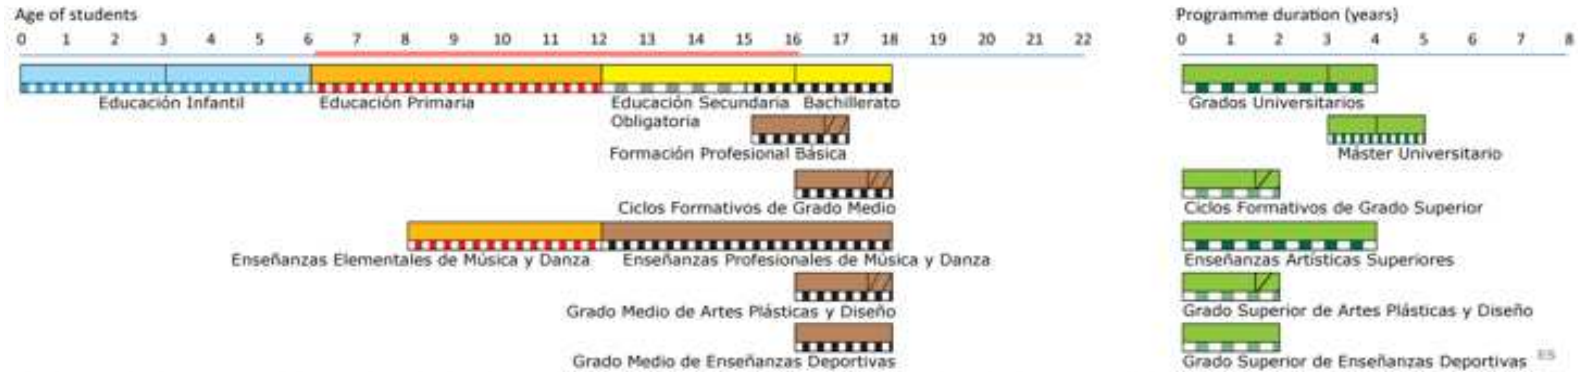 Age of students
Programme duration (years)
0 1 2 3 4 5 6 7 8 9 10 11 12 13 14 15 16 17 18 19 20 21 22
0 1 2 3 4 5 6 7 8
Educación Infantil
Educación Primaria
Educación Secundaria Obligatoria
Bachillerato
Grados Universitarios
Formación Profesional Básica
Máster Universitario
Ciclos Formativos de Grado Medio
Ciclos Formativos de Grado Superior
Enseñanzas Elementales de Música y Danza
Enseñanzas Profesionales de Música y Danza
Enseñanzas Artísticas Superiores
Grado Medio de Artes Plásticas y Diseño
Grado Superior de Artes Plásticas y Diseño
Grado Medio de Enseñanzas Deportivas
Grado Superior de Enseñanzas Deportivas
ES